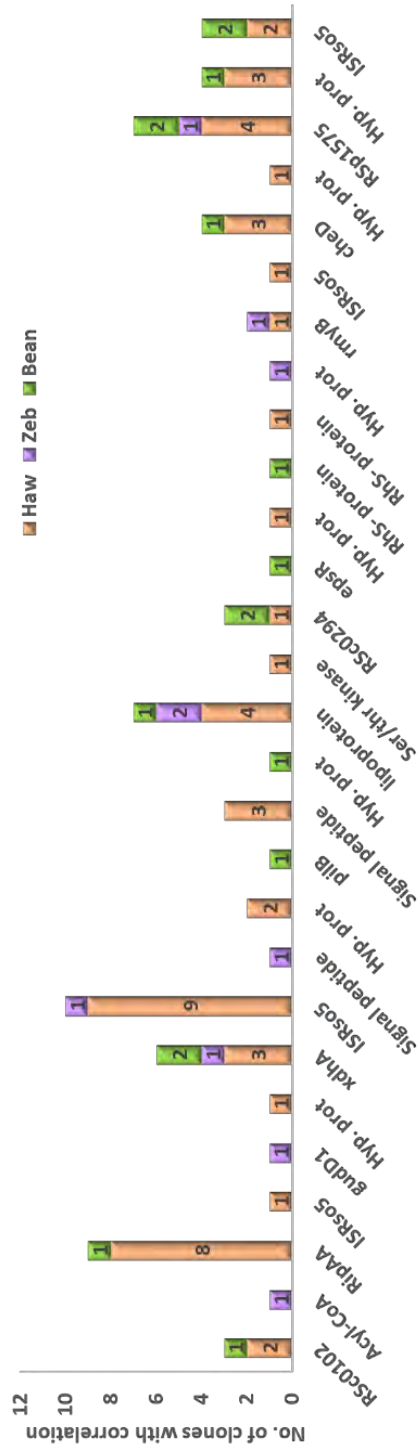 No. of clones with correlation
12
10
8
6
4
2
0
Haw Zeb Bean
2
1
1
8
1
1
1
1
3
1
2
9
1
1
2
1
3
1
4
2
1
1
1
2
1
1
1
1
1
1
1
1
3
1
1
4
1
2
3
1
2
2
Rsc0102
Acyl-CoA
RipAA
ISRso5
gudD1
Hyp. prot
xdhA
ISRso5
Signal peptide
Hyp. prot
pilB
Signal peptide
Hyp. prot
lipoprotein
Ser/thr kinase
RSc0294
epsR
Hyp. prot
RhS- protein
RhS- protein
Hyp. prot
rmyB
ISRso5
cheD
Hyp. prot
RSp1575
Hyp. prot
ISRso5